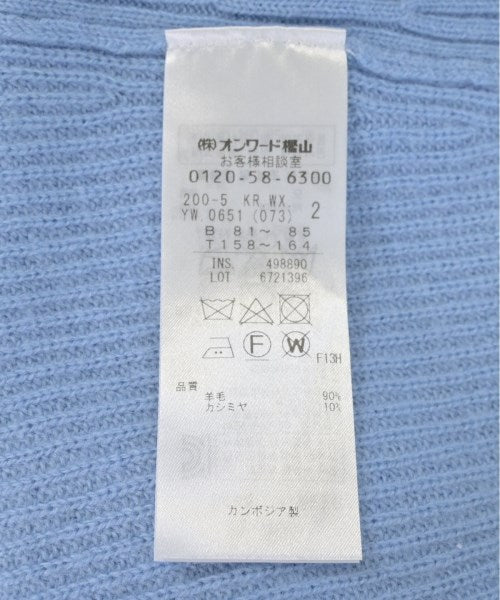 (株)オンワード樫山
お客様相談室
0120-58-6300
200-5 KR.WX.
YW.0651(073) 2
B 81～ 85
T158～164
INS. 498890
LOT 6721396
F W F13H
品質
羊毛 90%
カシミヤ 10%
カンボジア製